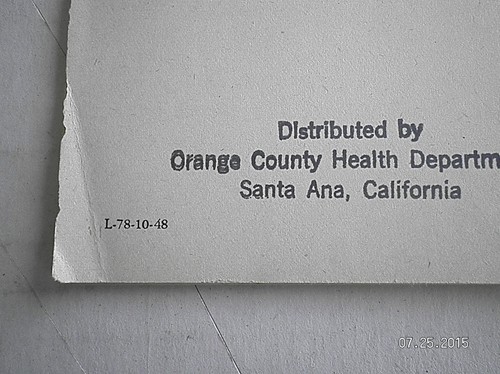 Distributed by
Orange County Health Departm
Santa Ana, California
L-78-10-48
07.25.2015